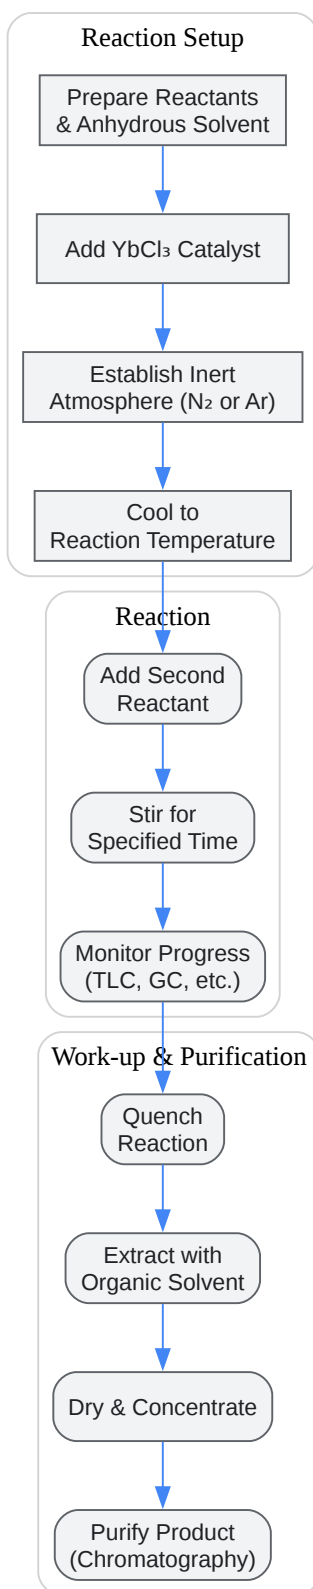 Reaction Setup
Prepare Reactants
& Anhydrous Solvent
Add YbCl₃ Catalyst
Establish Inert
Atmosphere (N₂ or Ar)
Cool to
Reaction Temperature
Reaction
Add Second
Reactant
Stir for
Specified Time
Monitor Progress
(TLC, GC, etc.)
Work-up & Purification
Quench
Reaction
Extract with
Organic Solvent
Dry & Concentrate
Purify Product
(Chromatography)